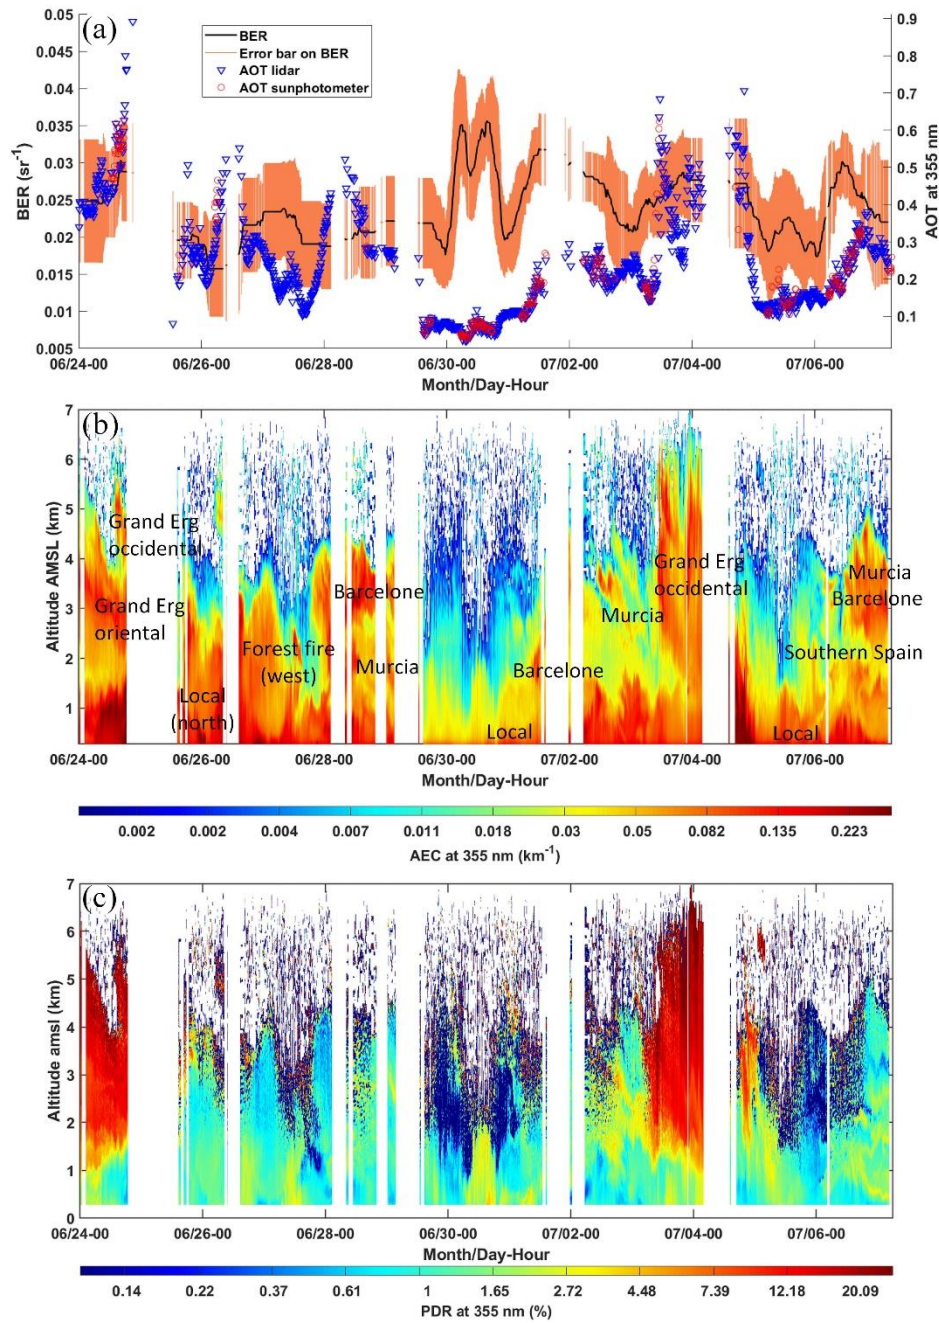 (a)
BER
Error bar on BER
AOT lidar
AOT sunphotometer
0.05
0.045
0.04
0.035
0.03
0.025
0.02
0.015
0.01
0.005
BER (sr-1)
0.9
0.8
0.7
0.6
0.5
0.4
0.3
0.2
0.1
AOT at 355 nm
06/24-00 06/26-00 06/28-00 06/30-00 07/02-00 07/04-00 07/06-00
Month/Day-Hour
(b)
7
6
5
4
3
2
1
Altitude AMSL (km)
Grand Erg
occidental
Grand Erg
oriental
Local
(north)
Forest fire
(west)
Barcelone
Murcia
Barcelone
Local
Murcia
Grand Erg
occidental
Murcia
Barcelone
Southern Spain
Local
06/24-00 06/26-00 06/28-00 06/30-00 07/02-00 07/04-00 07/06-00
Month/Day-Hour
0.002 0.002 0.004 0.007 0.011 0.018 0.03 0.05 0.082 0.135 0.223
AEC at 355 nm (km-1)
(c)
7
6
5
4
3
2
1
0
Altitude amsl (km)
06/24-00 06/26-00 06/28-00 06/30-00 07/02-00 07/04-00 07/06-00
Month/Day-Hour
0.14 0.22 0.37 0.61 1 1.65 2.72 4.48 7.39 12.18 20.09
PDR at 355 nm (%)